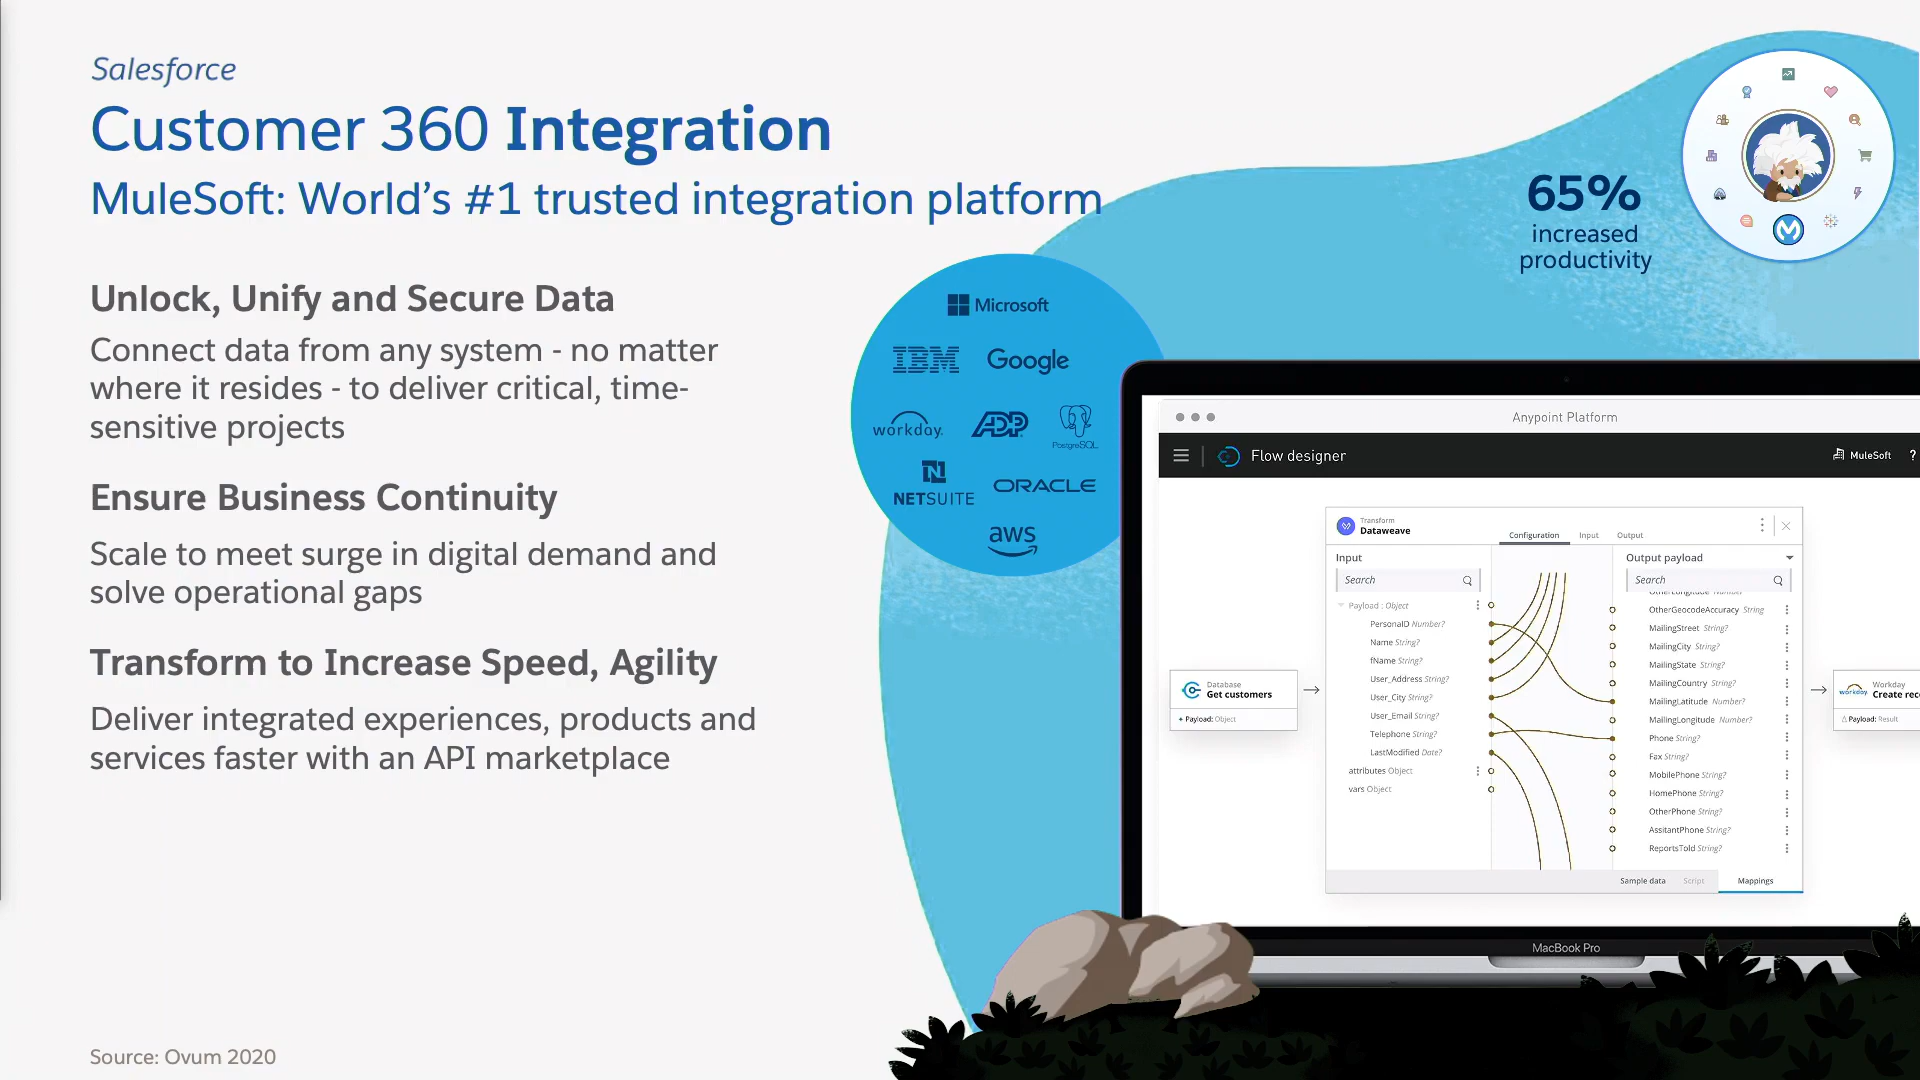 Salesforce
Customer 360 Integration
MuleSoft: World's #1 trusted integration platform
65%
increased
productivity
Unlock, Unify and Secure Data
Connect data from any system - no matter
where it resides - to deliver critical, time-
sensitive projects
Ensure Business Continuity
Scale to meet surge in digital demand and
solve operational gaps
Transform to Increase Speed, Agility
Deliver integrated experiences, products and
services faster with an API marketplace
Source: Ovum 2020
Microsoft
IBM Google
workday. ADP PostgreSQL
NETSUITE ORACLE
aws
Anypoint Platform
Flow designer
MuleSoft ?
Database
Get customers
Payload: Object
Transform
Dataweave
Configuration Input Output
Input
Search
Payload : Object
PersonalD Number?
Name String?
fName String?
User_Address String?
User_City String?
User_Email String?
Telephone String?
LastModified Date?
attributes Object
vars Object
Output payload
Search
OtherLongitude Number
OtherGeocodeAccuracy String
MailingStreet String?
MailingCity String?
MailingState String?
MailingCountry String?
MailingLatitude Number?
MailingLongitude Number?
Phone String?
Fax String?
MobilePhone String?
HomePhone String?
OtherPhone String?
AssitantPhone String?
ReportsTold String?
Sample data Script Mappings
workday
Workday
Create rec
Payload: Result
MacBook Pro